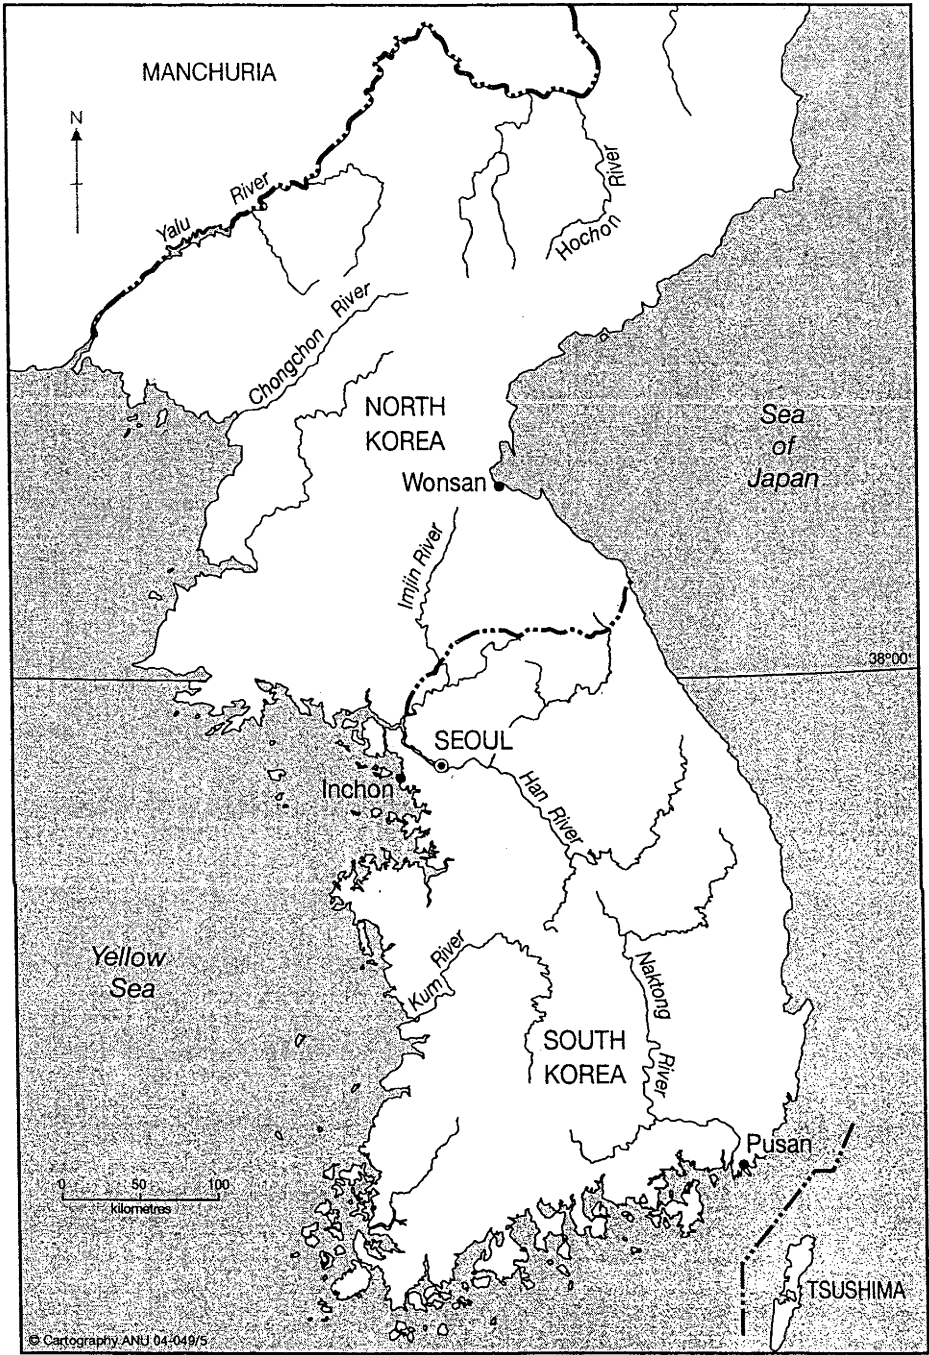 MANCHURIA
N
Yalu River
Hochon River
Chongchon River
NORTH
KOREA
Sea
of
Japan
Wonsan
Imjin River
38°00'
SEOUL
Inchon
Han River
Yellow
Sea
Kum River
Naktong River
SOUTH
KOREA
Pusan
0 50 100
kilometres
TSUSHIMA
© Cartography ANU 04-049/5